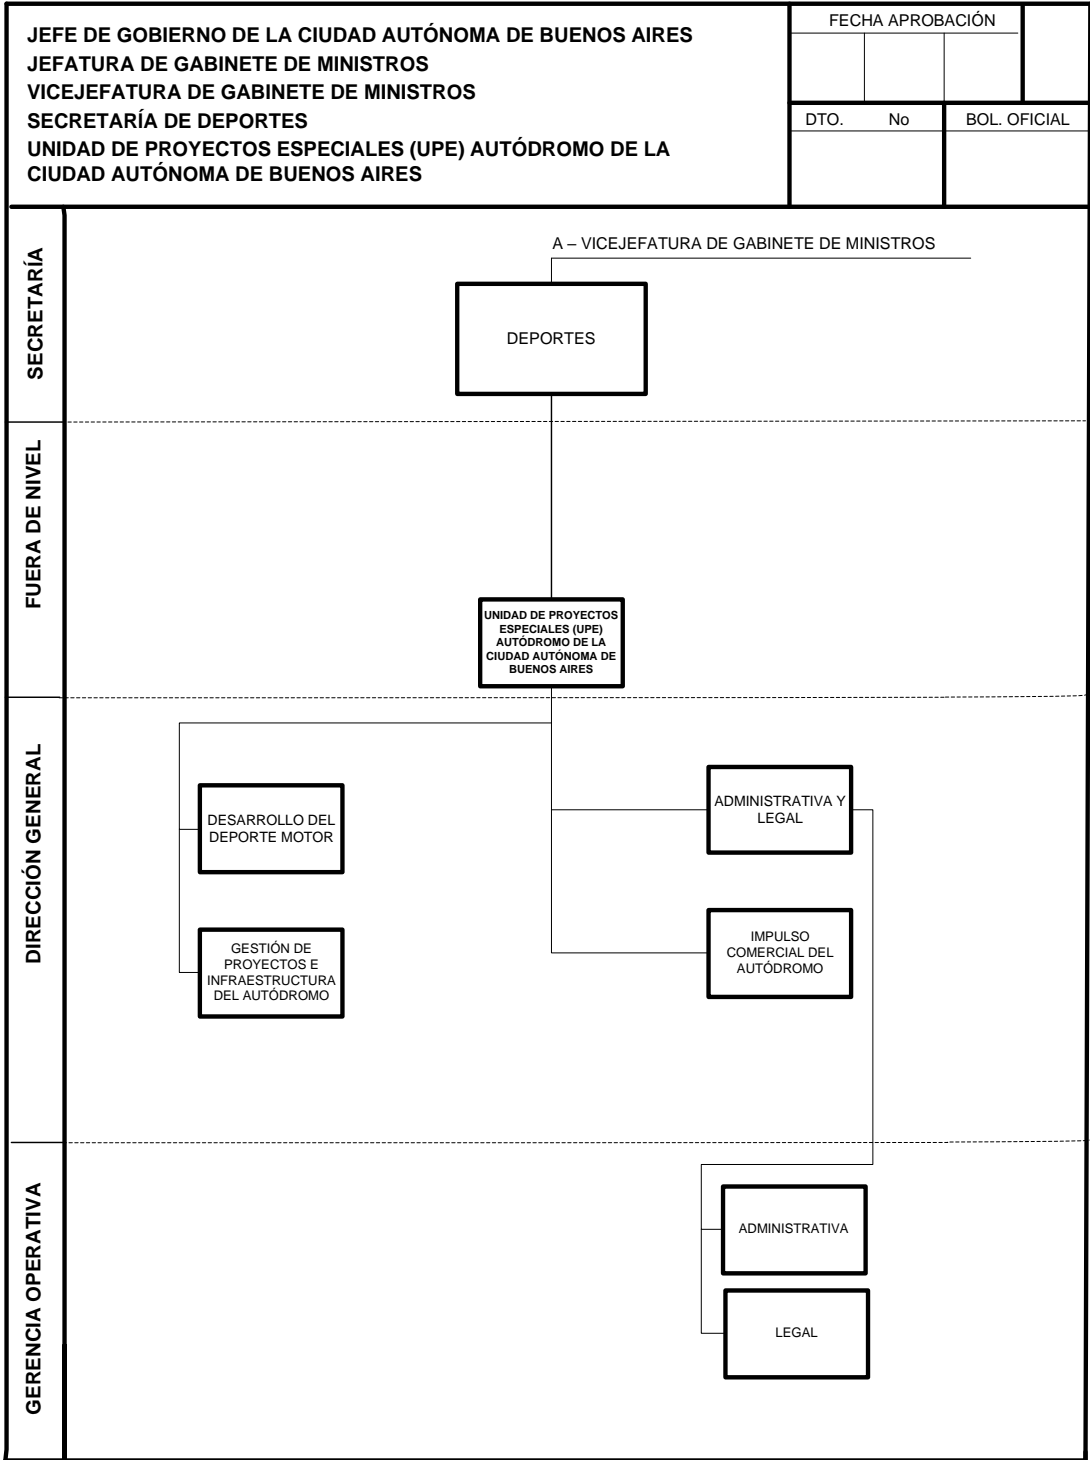 JEFE DE GOBIERNO DE LA CIUDAD AUTÓNOMA DE BUENOS AIRES
JEFATURA DE GABINETE DE MINISTROS
VICEJEFATURA DE GABINETE DE MINISTROS
SECRETARÍA DE DEPORTES
UNIDAD DE PROYECTOS ESPECIALES (UPE) AUTÓDROMO DE LA
CIUDAD AUTÓNOMA DE BUENOS AIRES
FECHA APROBACIÓN
DTO. No
BOL. OFICIAL
SECRETARÍA
A – VICEJEFATURA DE GABINETE DE MINISTROS
DEPORTES
FUERA DE NIVEL
UNIDAD DE PROYECTOS
ESPECIALES (UPE)
AUTÓDROMO DE LA
CIUDAD AUTÓNOMA DE
BUENOS AIRES
DIRECCIÓN GENERAL
DESARROLLO DEL
DEPORTE MOTOR
ADMINISTRATIVA Y
LEGAL
GESTIÓN DE
PROYECTOS E
INFRAESTRUCTURA
DEL AUTÓDROMO
IMPULSO
COMERCIAL DEL
AUTÓDROMO
GERENCIA OPERATIVA
ADMINISTRATIVA
LEGAL